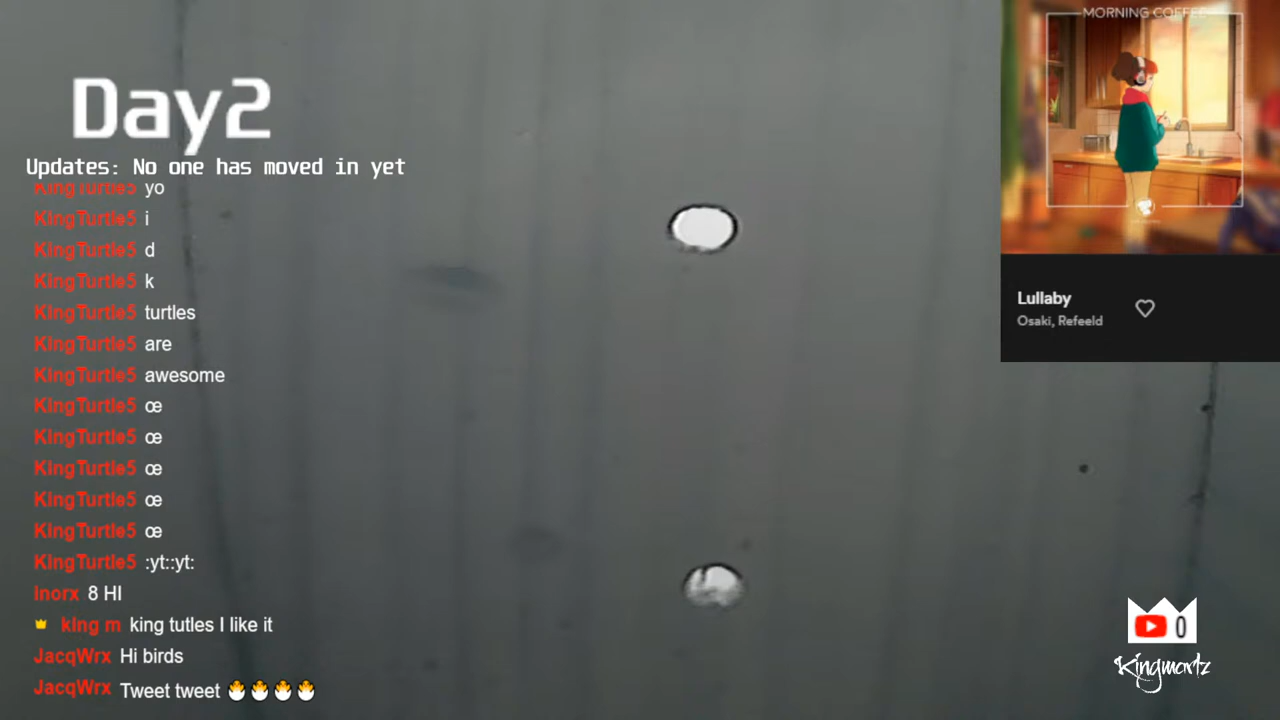 MORNING COFFEE
Day2
Updates: No one has moved in yet
KingTurtle5 yo
KingTurtle5 i
KingTurtle5 d
KingTurtle5 k
KingTurtle5 turtles
KingTurtle5 are
KingTurtle5 awesome
KingTurtle5 œ
KingTurtle5 œ
KingTurtle5 œ
KingTurtle5 œ
KingTurtle5 œ
KingTurtle5 :yt::yt:
Inorx 8 HI
king m king tutles I like it
JacqWrx Hi birds
JacqWrx Tweet tweet 🐣🐣🐣🐣
Lullaby
Osaki, Refeeld
0
Kingmartz